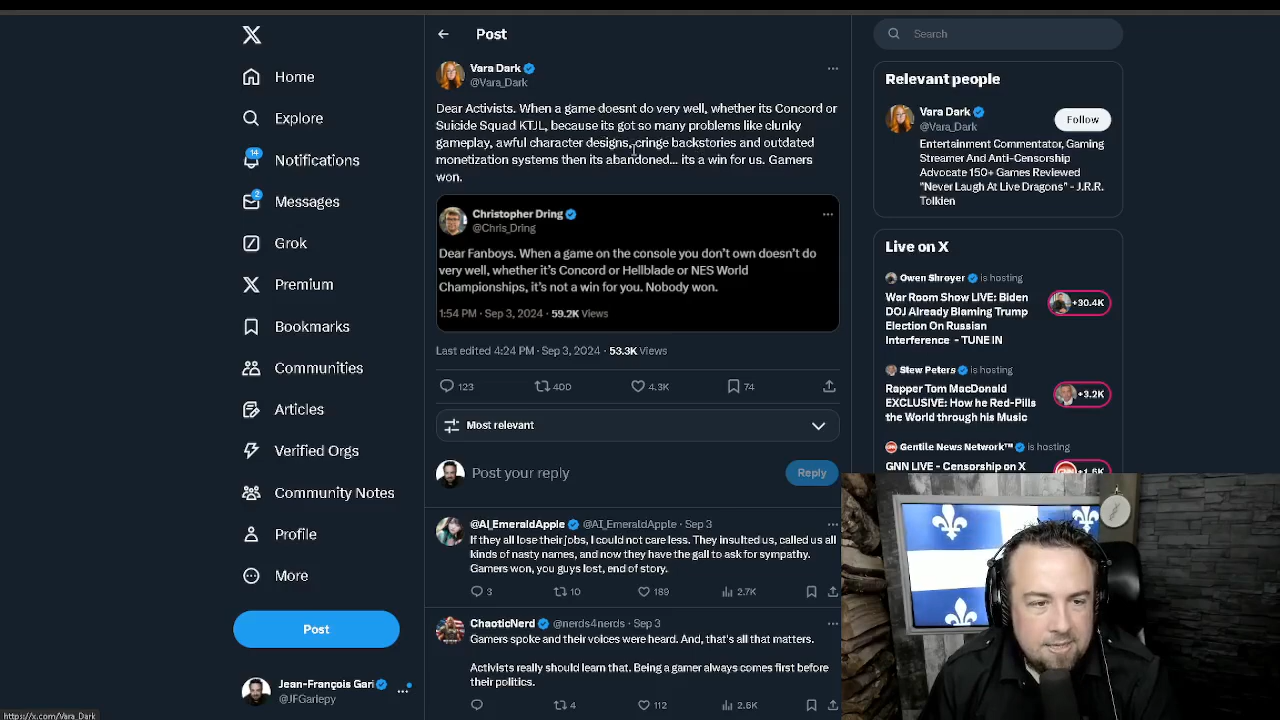 Home
Explore
14
Notifications
2
Messages
Grok
Premium
Bookmarks
Communities
Articles
Verified Orgs
Community Notes
Profile
More
Post
Jean-François Gari
@JFGariepy
https://x.com/Vara_Dark
Post
Vara Dark
@Vara_Dark
Dear Activists. When a game doesnt do very well, whether its Concord or
Suicide Squad KTJL, because its got so many problems like clunky
gameplay, awful character designs, cringe backstories and outdated
monetization systems then its abandoned... its a win for us. Gamers
won.
Christopher Dring
@Chris_Dring
Dear Fanboys. When a game on the console you don't own doesn't do
very well, whether it's Concord or Hellblade or NES World
Championships, it's not a win for you. Nobody won.
1:54 PM · Sep 3, 2024 · 59.2K Views
Last edited 4:24 PM · Sep 3, 2024 · 53.3K Views
123 400 4.3K 74
Most relevant
Post your reply
Reply
@AI_EmeraldApple @AI_EmeraldApple · Sep 3
If they all lose their jobs, I could not care less. They insulted us, called us all
kinds of nasty names, and now they have the gall to ask for sympathy.
Gamers won, you guys lost, end of story.
3 10 189 2.7K
ChaoticNerd @nerds4nerds · Sep 3
Gamers spoke and their voices were heard. And, that's all that matters.
Activists really should learn that. Being a gamer always comes first before
their politics.
4 112 2.6K
Search
Relevant people
Vara Dark
@Vara_Dark
Follow
Entertainment Commentator, Gaming
Streamer And Anti-Censorship
Advocate 150+ Games Reviewed
"Never Laugh At Live Dragons" - J.R.R.
Tolkien
Live on X
Owen Shroyer is hosting
War Room Show LIVE: Biden
DOJ Already Blaming Trump
Election On Russian
Interference - TUNE IN
+30.4K
Stew Peters is hosting
Rapper Tom MacDonald
EXCLUSIVE: How he Red-Pills
the World through his Music
+3.2K
Gentile News Network™ is hosting
GNN LIVE - Censorship on X